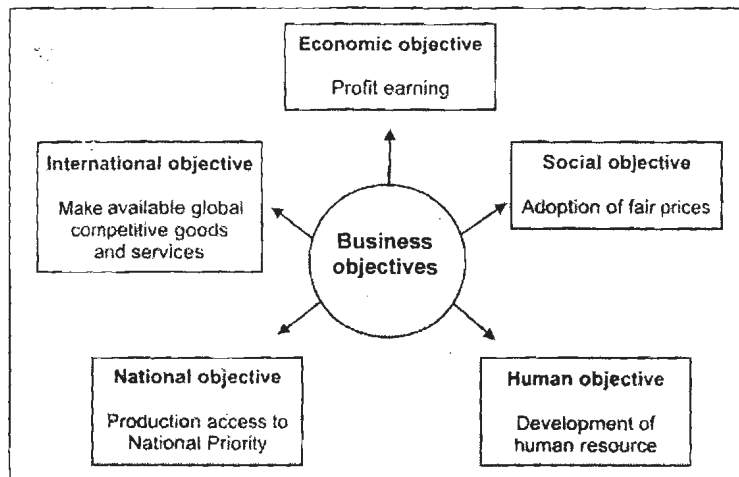 Economic objective
Profit earning
International objective
Make available global
competitive goods
and services
Social objective
Adoption of fair prices
Business
objectives
National objective
Production access to
National Priority
Human objective
Development of
human resource